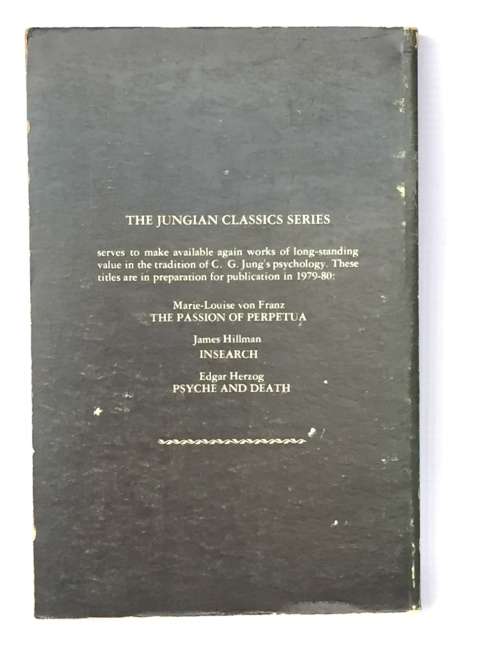 THE JUNGIAN CLASSICS SERIES
serves to make available again works of long-standing
value in the tradition of C. G. Jung's psychology. These
titles are in preparation for publication in 1979-80:
Marie-Louise von Franz
THE PASSION OF PERPETUA
James Hillman
INSEARCH
Edgar Herzog
PSYCHE AND DEATH